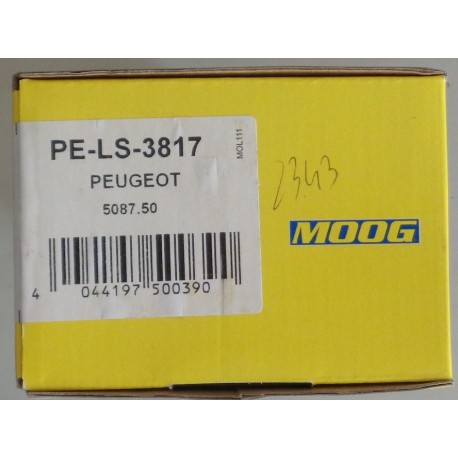 PE-LS-3817
MOL111
PEUGEOT
5087.50
4 044197 500390
2343
MOOG